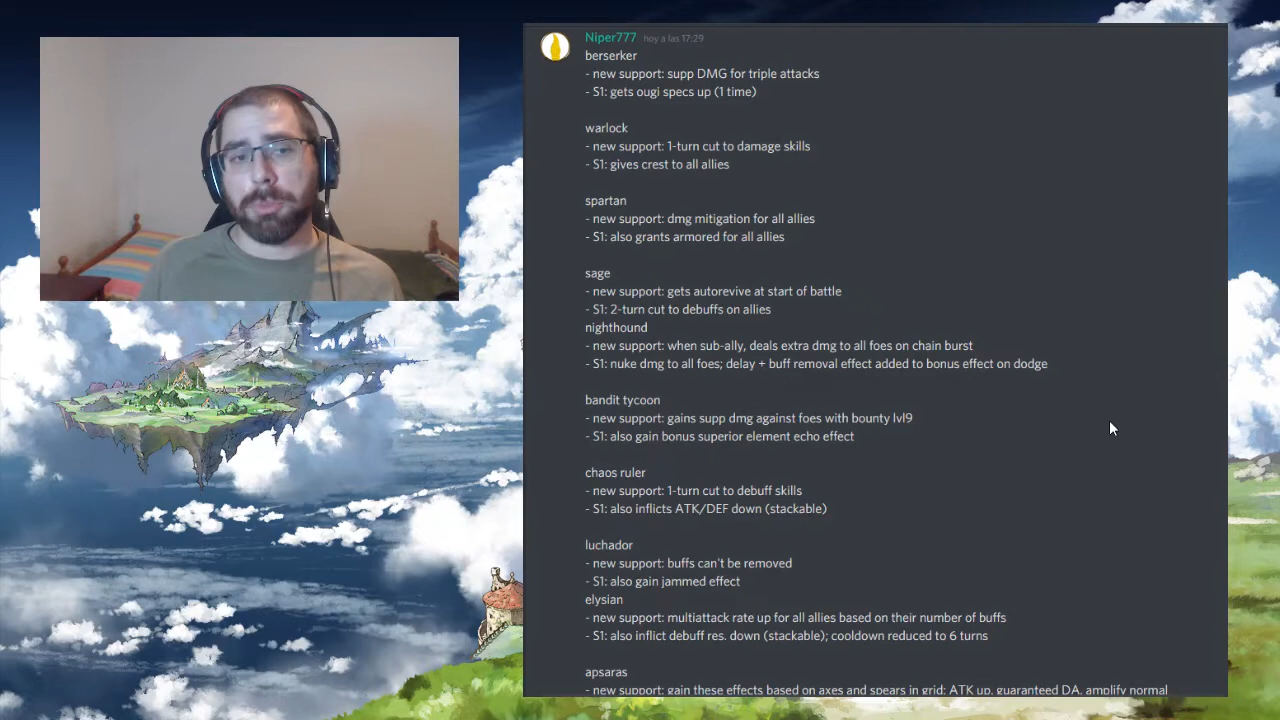 Niper777 hoy a las 17:29
berserker
- new support: supp DMG for triple attacks
- S1: gets ougi specs up (1 time)
warlock
- new support: 1-turn cut to damage skills
- S1: gives crest to all allies
spartan
- new support: dmg mitigation for all allies
- S1: also grants armored for all allies
sage
- new support: gets autorevive at start of battle
- S1: 2-turn cut to debuffs on allies
nighthound
- new support: when sub-ally, deals extra dmg to all foes on chain burst
- S1: nuke dmg to all foes; delay + buff removal effect added to bonus effect on dodge
bandit tycoon
- new support: gains supp dmg against foes with bounty lvl9
- S1: also gain bonus superior element echo effect
chaos ruler
- new support: 1-turn cut to debuff skills
- S1: also inflicts ATK/DEF down (stackable)
luchador
- new support: buffs can't be removed
- S1: also gain jammed effect
elysian
- new support: multiattack rate up for all allies based on their number of buffs
- S1: also inflict debuff res. down (stackable); cooldown reduced to 6 turns
apsaras
- new support: gain these effects based on axes and spears in grid: ATK up, guaranteed DA, amplify normal